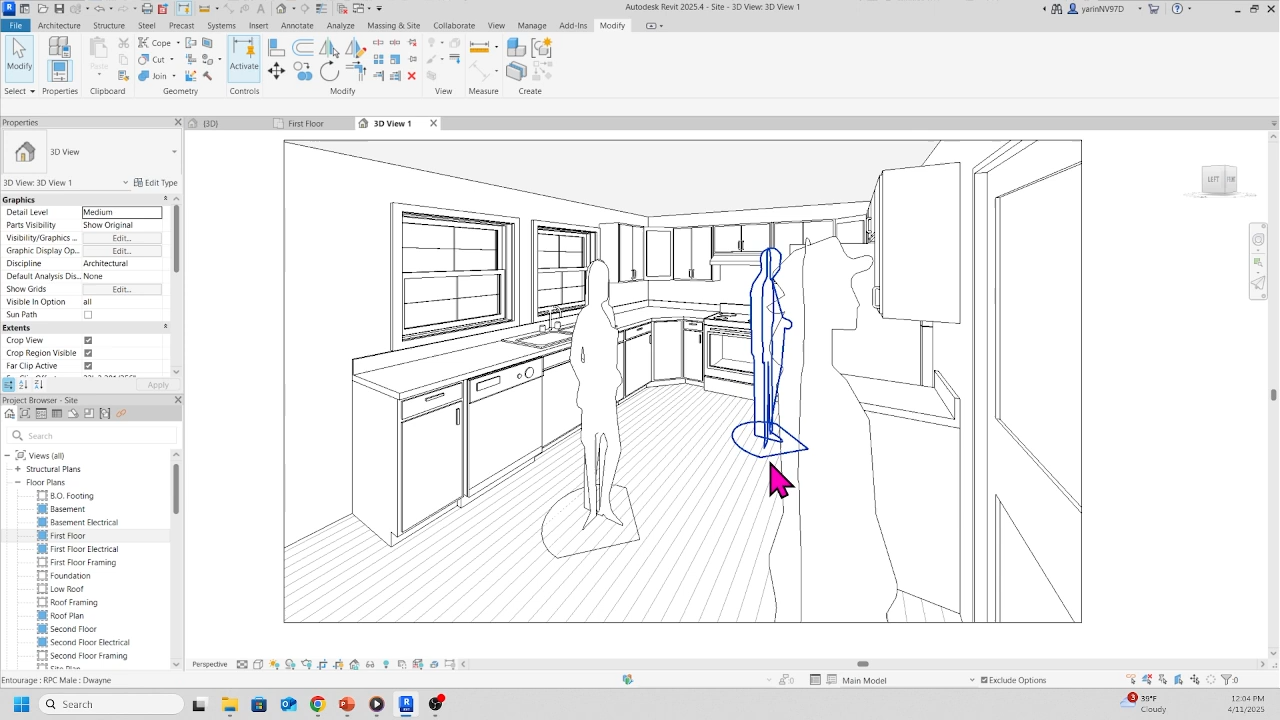 Autodesk Revit 2025.4 - Site - 3D View: 3D View 1
yarinNV97D
File Architecture Structure Steel Precast Systems Insert Annotate Analyze Massing & Site Collaborate View Manage Add-Ins Modify
Modify
Paste
Cope
Cut
Join
Activate
Select Properties Clipboard Geometry Controls Modify View Measure Create
Properties
(3D) First Floor 3D View 1
3D View
3D View: 3D View 1 Edit Type
Graphics
Detail Level Medium
Parts Visibility Show Original
Visibility/Graphics ... Edit...
Graphic Display Op... Edit...
Discipline Architectural
Default Analysis Dis... None
Show Grids Edit...
Visible In Option all
Sun Path
Extents
Crop View
Crop Region Visible
Far Clip Active
Apply
LEFT
Project Browser - Site
Search
Views (all)
Structural Plans
Floor Plans
B.O. Footing
Basement
Basement Electrical
First Floor
First Floor Electrical
First Floor Framing
Foundation
Low Roof
Roof Framing
Roof Plan
Second Floor
Second Floor Electrical
Second Floor Framing
Site Plan
Perspective
Entourage : RPC Male : Dwayne
:0
Main Model
Exclude Options
:0
Search
3
39°F
Cloudy
12:04 PM
4/11/2025